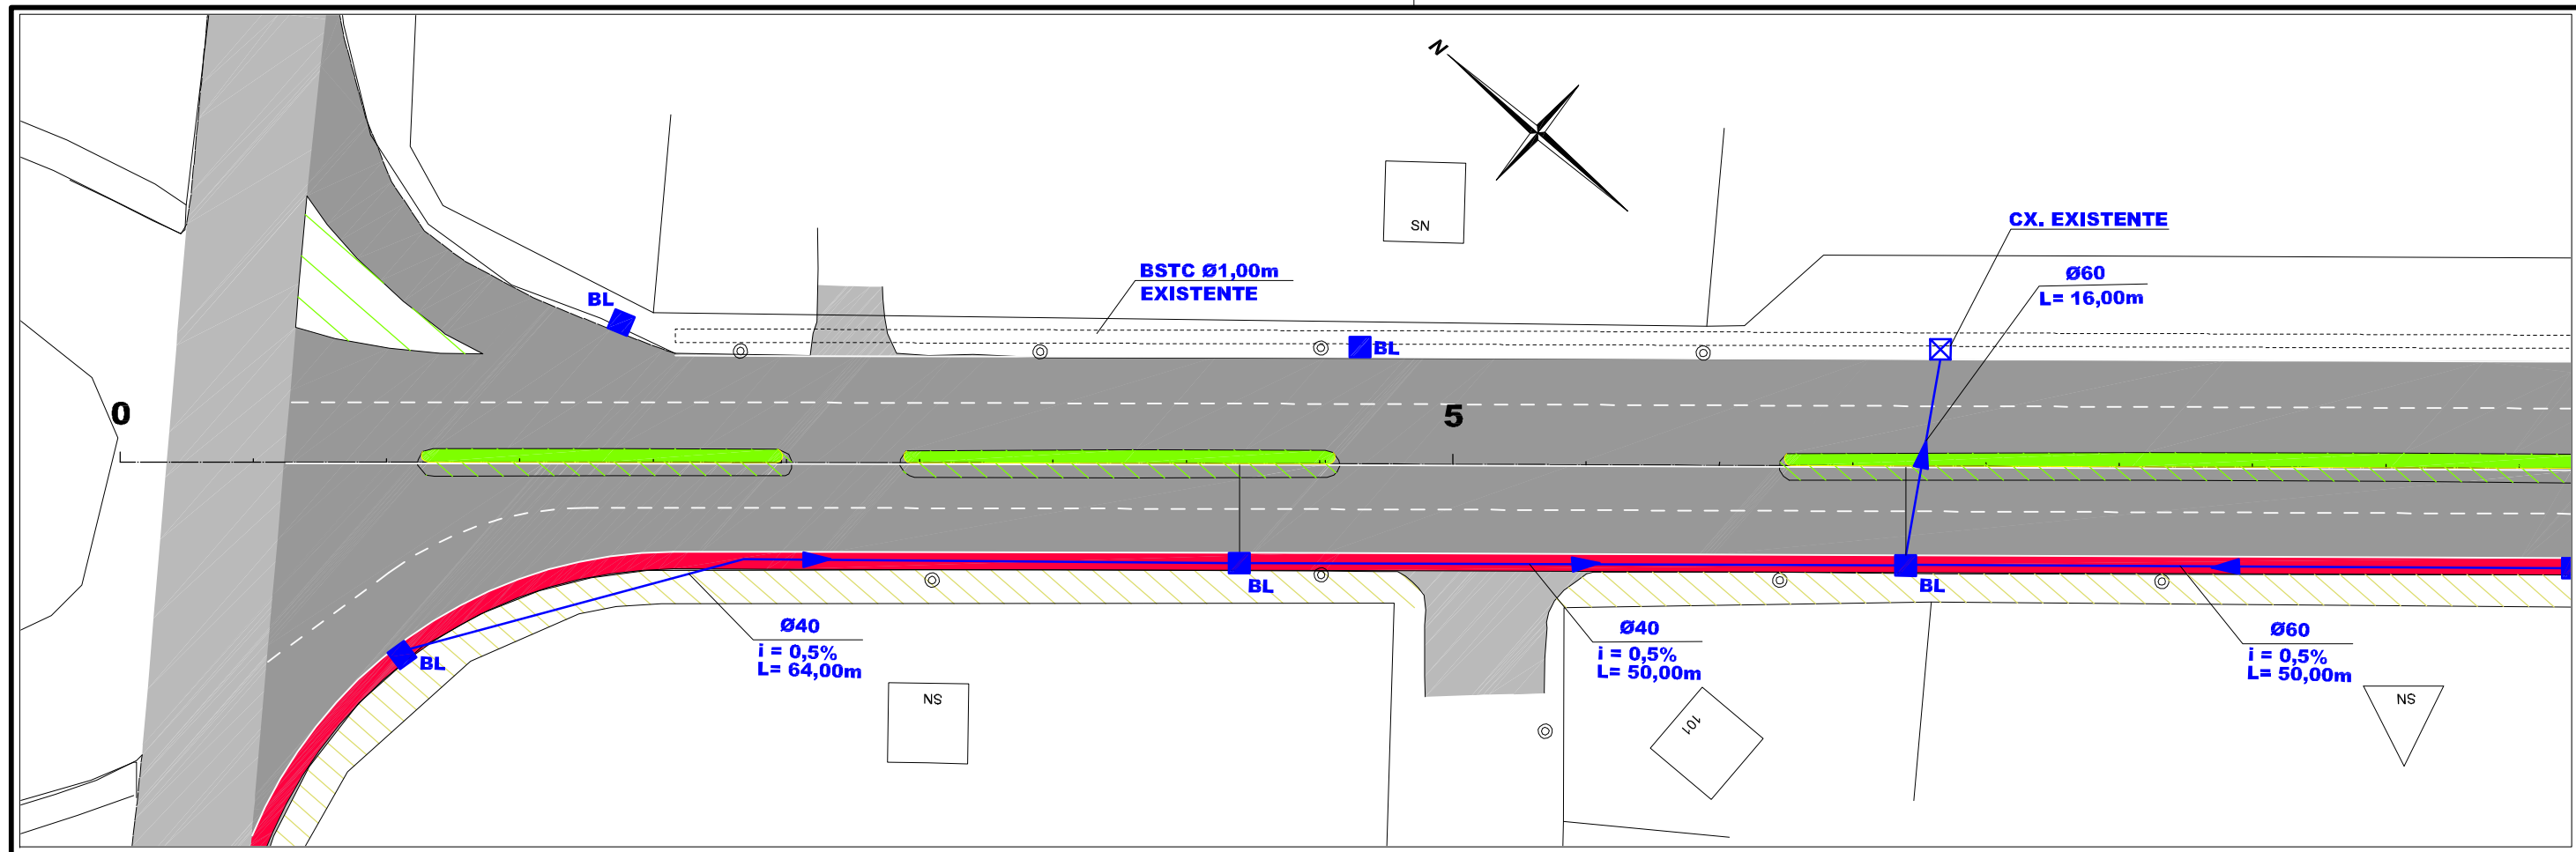 N
SN
CX. EXISTENTE
BSTC Ø1,00m
EXISTENTE
Ø60
L= 16,00m
BL
BL
0
5
BL
BL
BL
Ø40
i = 0,5%
L= 64,00m
Ø40
i = 0,5%
L= 50,00m
Ø60
i = 0,5%
L= 50,00m
NS
101
NS